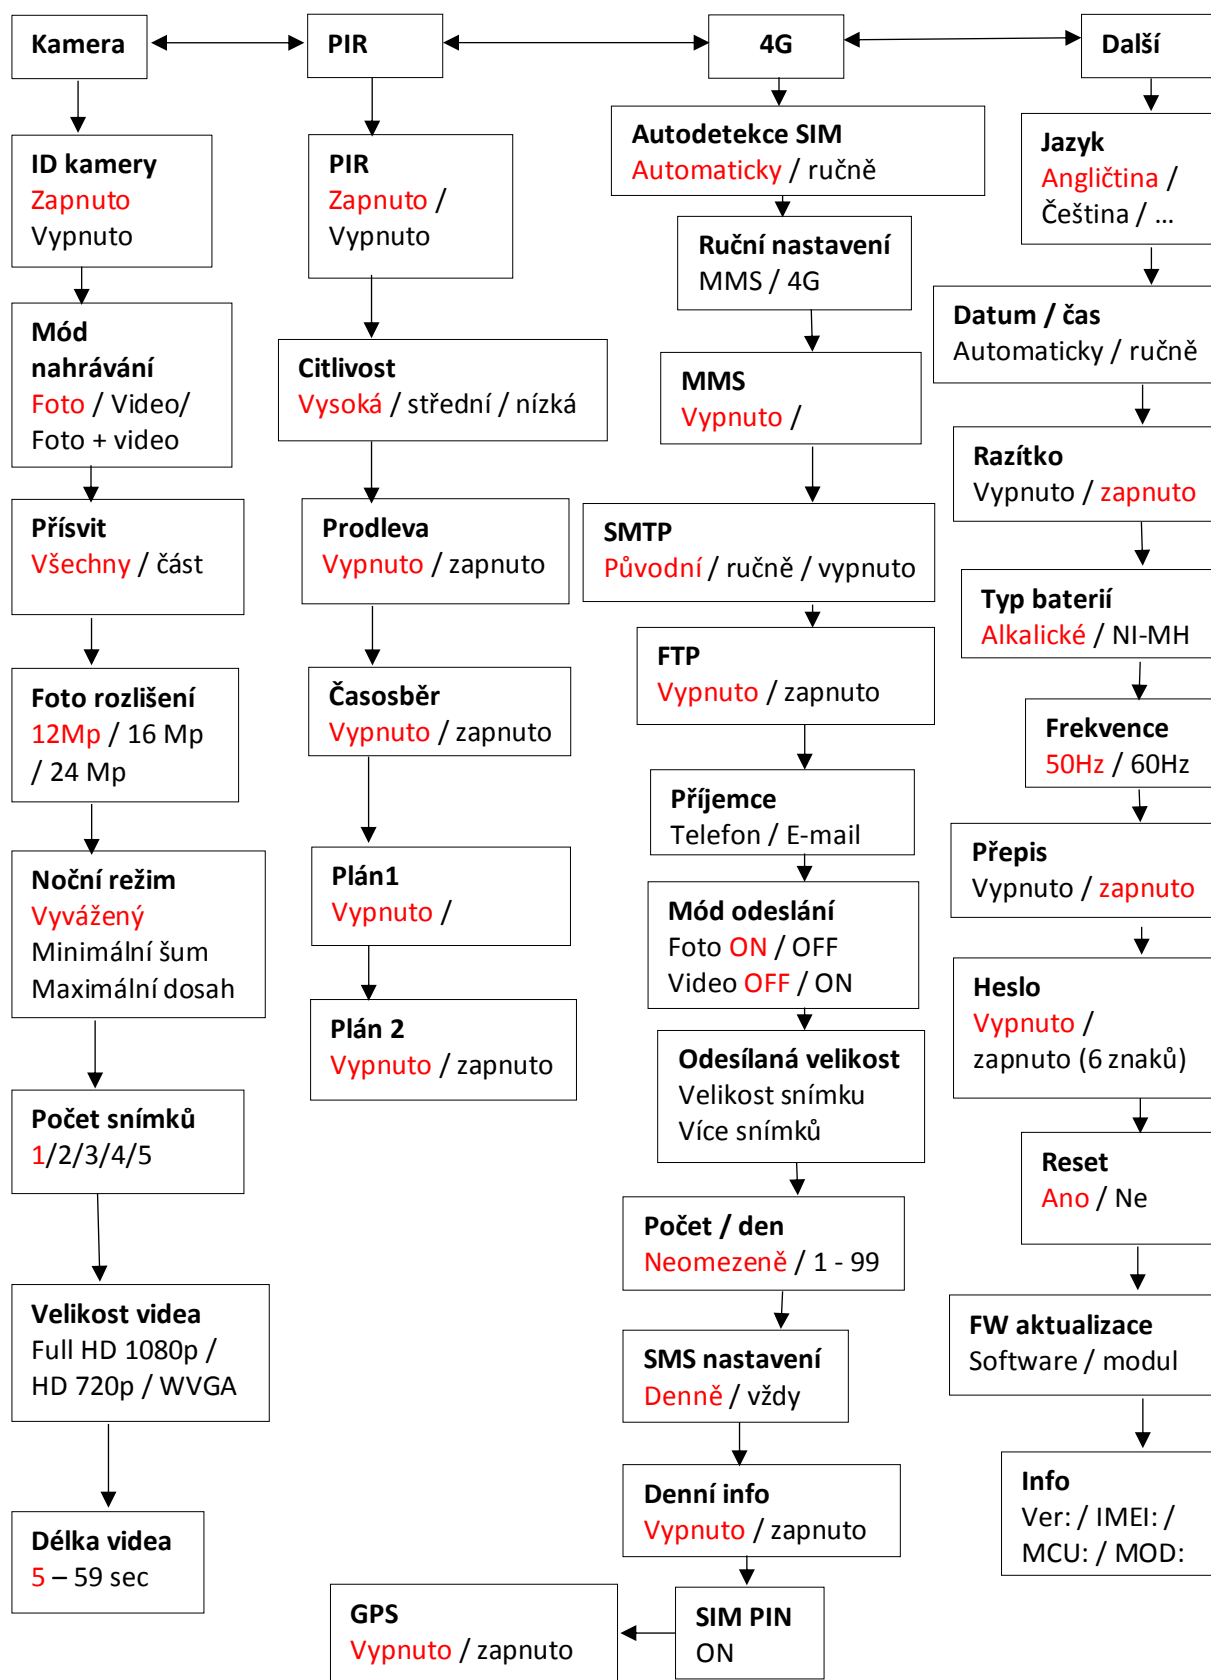 Kamera
PIR
4G
Další
ID kamery
Zapnuto
Vypnuto
Mód
nahrávání
Foto / Video/
Foto + video
Přísvit
Všechny / část
Foto rozlišení
12Mp / 16 Mp
/ 24 Mp
Noční režim
Vyvážený
Minimální šum
Maximální dosah
Počet snímků
1/2/3/4/5
Velikost videa
Full HD 1080p /
HD 720p / WVGA
Délka videa
5 – 59 sec
PIR
Zapnuto /
Vypnuto
Citlivost
Vysoká / střední / nízká
Prodleva
Vypnuto / zapnuto
Časosběr
Vypnuto / zapnuto
Plán1
Vypnuto /
Plán 2
Vypnuto / zapnuto
Autodetekce SIM
Automaticky / ručně
Ruční nastavení
MMS / 4G
MMS
Vypnuto /
SMTP
Původní / ručně / vypnuto
FTP
Vypnuto / zapnuto
Příjemce
Telefon / E-mail
Mód odeslání
Foto ON / OFF
Video OFF / ON
Odesílaná velikost
Velikost snímku
Více snímků
Počet / den
Neomezeně / 1 - 99
SMS nastavení
Denně / vždy
Denní info
Vypnuto / zapnuto
SIM PIN
ON
GPS
Vypnuto / zapnuto
Jazyk
Angličtina /
Čeština / ...
Datum / čas
Automaticky / ručně
Razítko
Vypnuto / zapnuto
Typ baterií
Alkalické / NI-MH
Frekvence
50Hz / 60Hz
Přepis
Vypnuto / zapnuto
Heslo
Vypnuto /
zapnuto (6 znaků)
Reset
Ano / Ne
FW aktualizace
Software / modul
Info
Ver: / IMEI: /
MCU: / MOD: